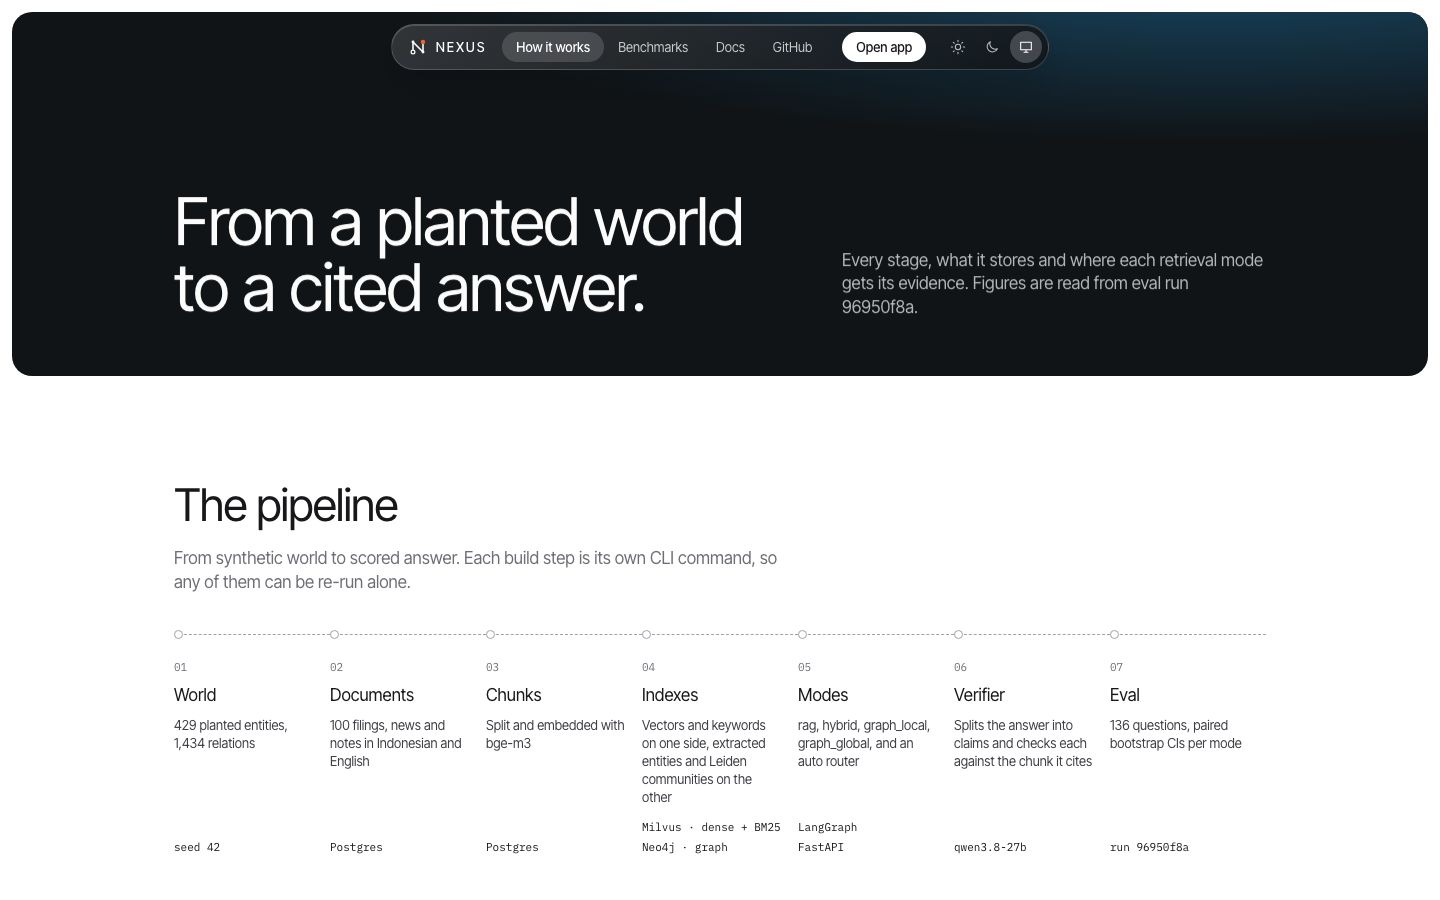 NEXUS How it works Benchmarks Docs GitHub Open app
From a planted world
to a cited answer.
Every stage, what it stores and where each retrieval mode
gets its evidence. Figures are read from eval run
96950f8a.
The pipeline
From synthetic world to scored answer. Each build step is its own CLI command, so
any of them can be re-run alone.
01
World
429 planted entities,
1,434 relations
seed 42
02
Documents
100 filings, news and
notes in Indonesian and
English
Postgres
03
Chunks
Split and embedded with
bge-m3
Postgres
04
Indexes
Vectors and keywords
on one side, extracted
entities and Leiden
communities on the
other
Milvus · dense + BM25
Neo4j · graph
05
Modes
rag, hybrid, graph_local,
graph_global, and an
auto router
LangGraph
FastAPI
06
Verifier
Splits the answer into
claims and checks each
against the chunk it cites
qwen3.8-27b
07
Eval
136 questions, paired
bootstrap CIs per mode
run 96950f8a